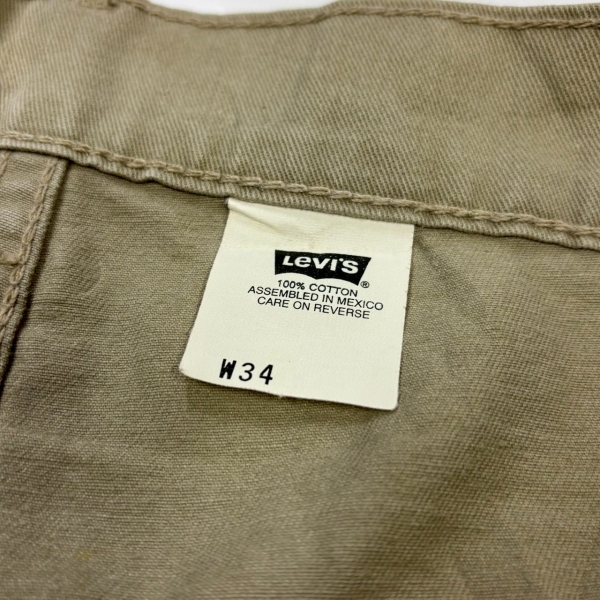 LEVI'S ®
100% COTTON
ASSEMBLED IN MEXICO
CARE ON REVERSE
W34